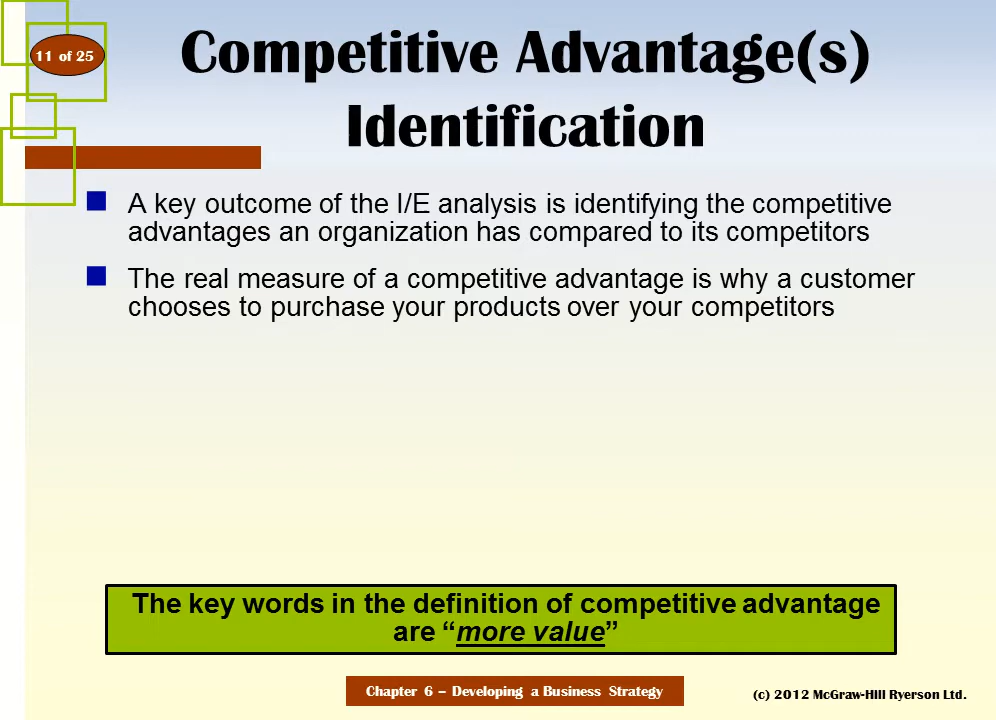 11 of 25
Competitive Advantage(s)
Identification
A key outcome of the I/E analysis is identifying the competitive
advantages an organization has compared to its competitors
The real measure of a competitive advantage is why a customer
chooses to purchase your products over your competitors
The key words in the definition of competitive advantage
are “more value”
Chapter 6 – Developing a Business Strategy
(c) 2012 McGraw-Hill Ryerson Ltd.